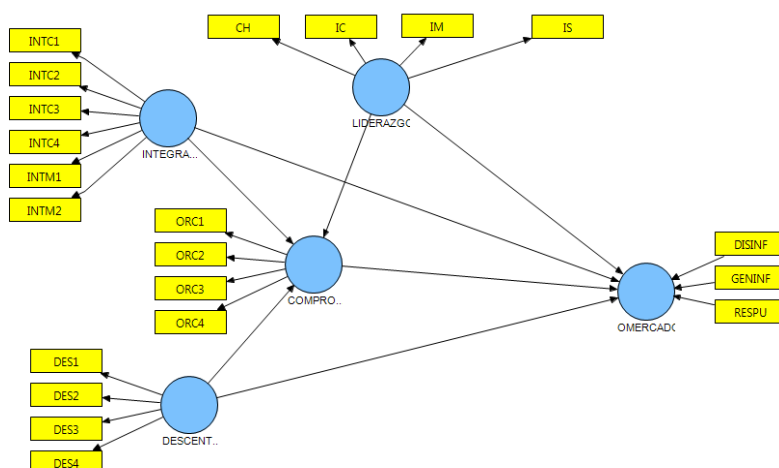 CH
IC
IM
IS
LIDERAZGO
INTC1
INTC2
INTC3
INTC4
INTM1
INTM2
INTEGRA...
ORC1
ORC2
ORC3
ORC4
COMPRO..
DISINF
GENINF
RESPU
OMERCADO
DES1
DES2
DES3
DES4
DESCENT..